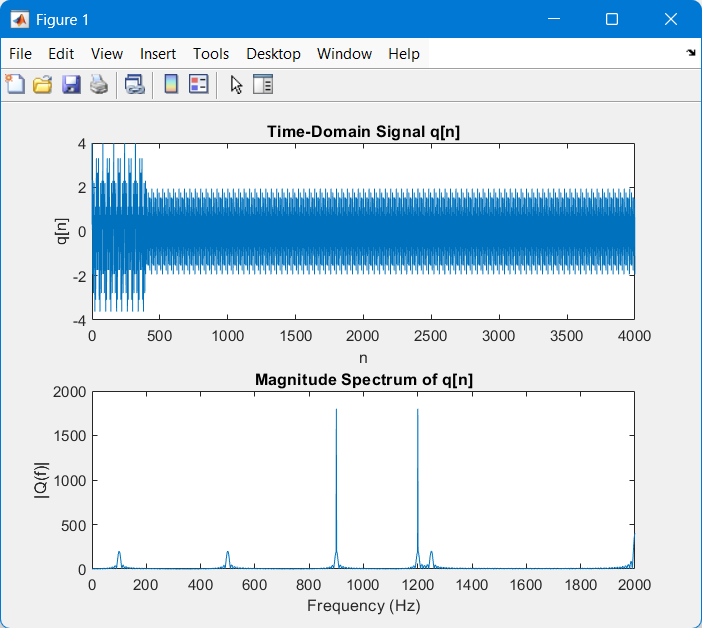 Figure 1
File Edit View Insert Tools Desktop Window Help
Time-Domain Signal q[n]
4
2
0
-2
-4
q[n]
0 500 1000 1500 2000 2500 3000 3500 4000
n
Magnitude Spectrum of q[n]
2000
1500
1000
500
0
|Q(f)|
0 200 400 600 800 1000 1200 1400 1600 1800 2000
Frequency (Hz)